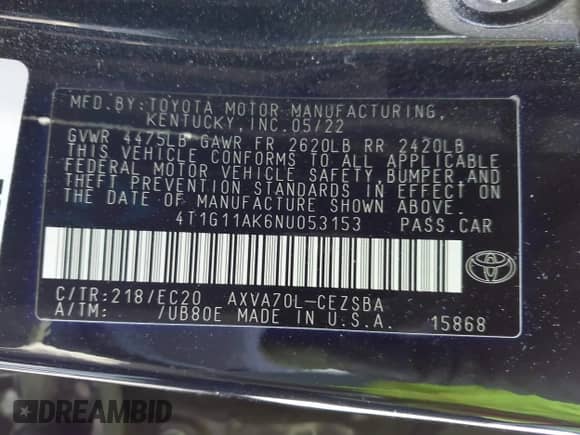 MFD.BY:TOYOTA MOTOR MANUFACTURING,
KENTUCKY, INC.05/22
GVWR 4475LB GAWR FR 2620LB RR 2420LB
THIS VEHICLE CONFORMS TO ALL APPLICABLE
FEDERAL MOTOR VEHICLE SAFETY, BUMPER, AND
THEFT PREVENTION STANDARDS IN EFFECT ON
THE DATE OF MANUFACTURE SHOWN ABOVE.
4T1G11AK6NU053153 PASS.CAR
C/TR:218/EC20 AXVA70L-CEZSBA
A/TM: /UB80E MADE IN U.S.A. 15868
TOYOTA
DREAMBID